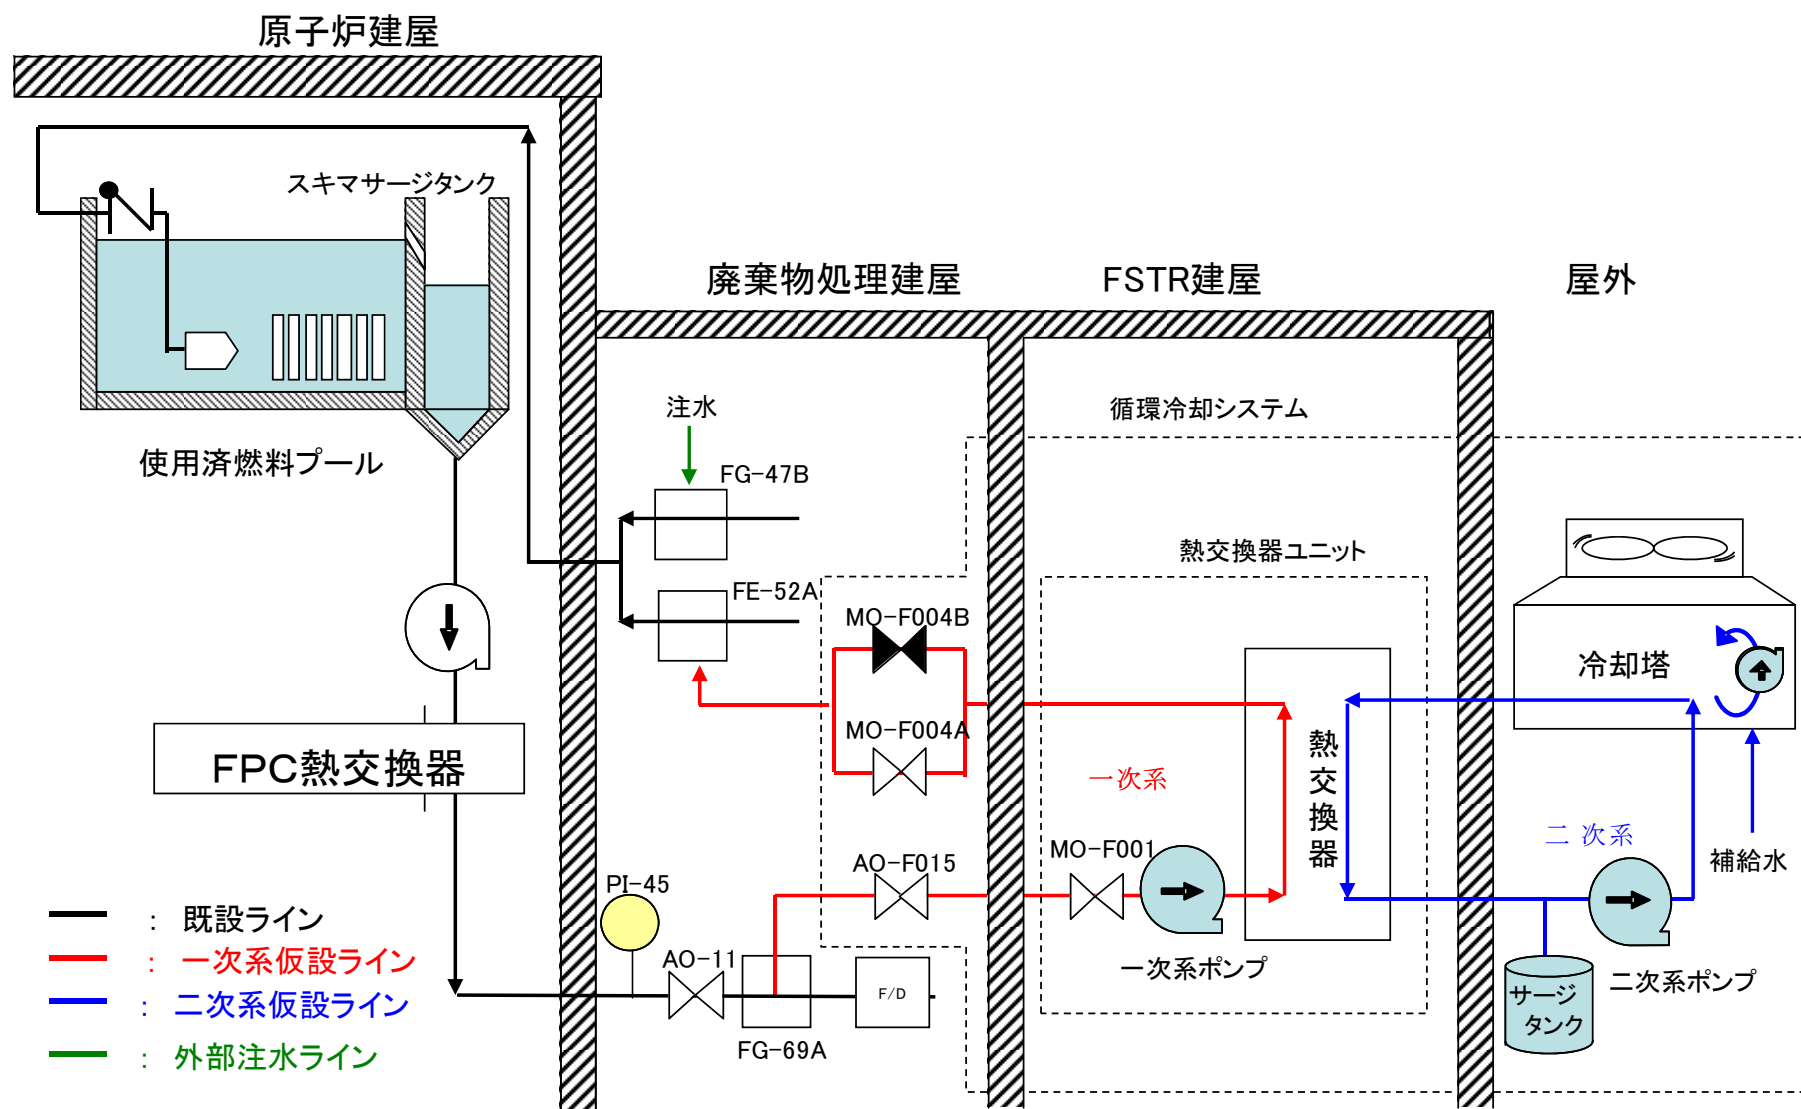 原子炉建屋
スキマサージタンク
廃棄物処理建屋
FSTR建屋
屋外
使用済燃料プール
注水
循環冷却システム
FG-47B
熱交換器ユニット
FE-52A
MO-F004B
冷却塔
FPC熱交換器
MO-F004A
一次系
熱交換器
二次系
補給水
MO-F001
AO-F015
PI-45
AO-11
一次系ポンプ
二次系ポンプ
サージ
タンク
F/D
FG-69A
: 既設ライン
: 一次系仮設ライン
: 二次系仮設ライン
: 外部注水ライン